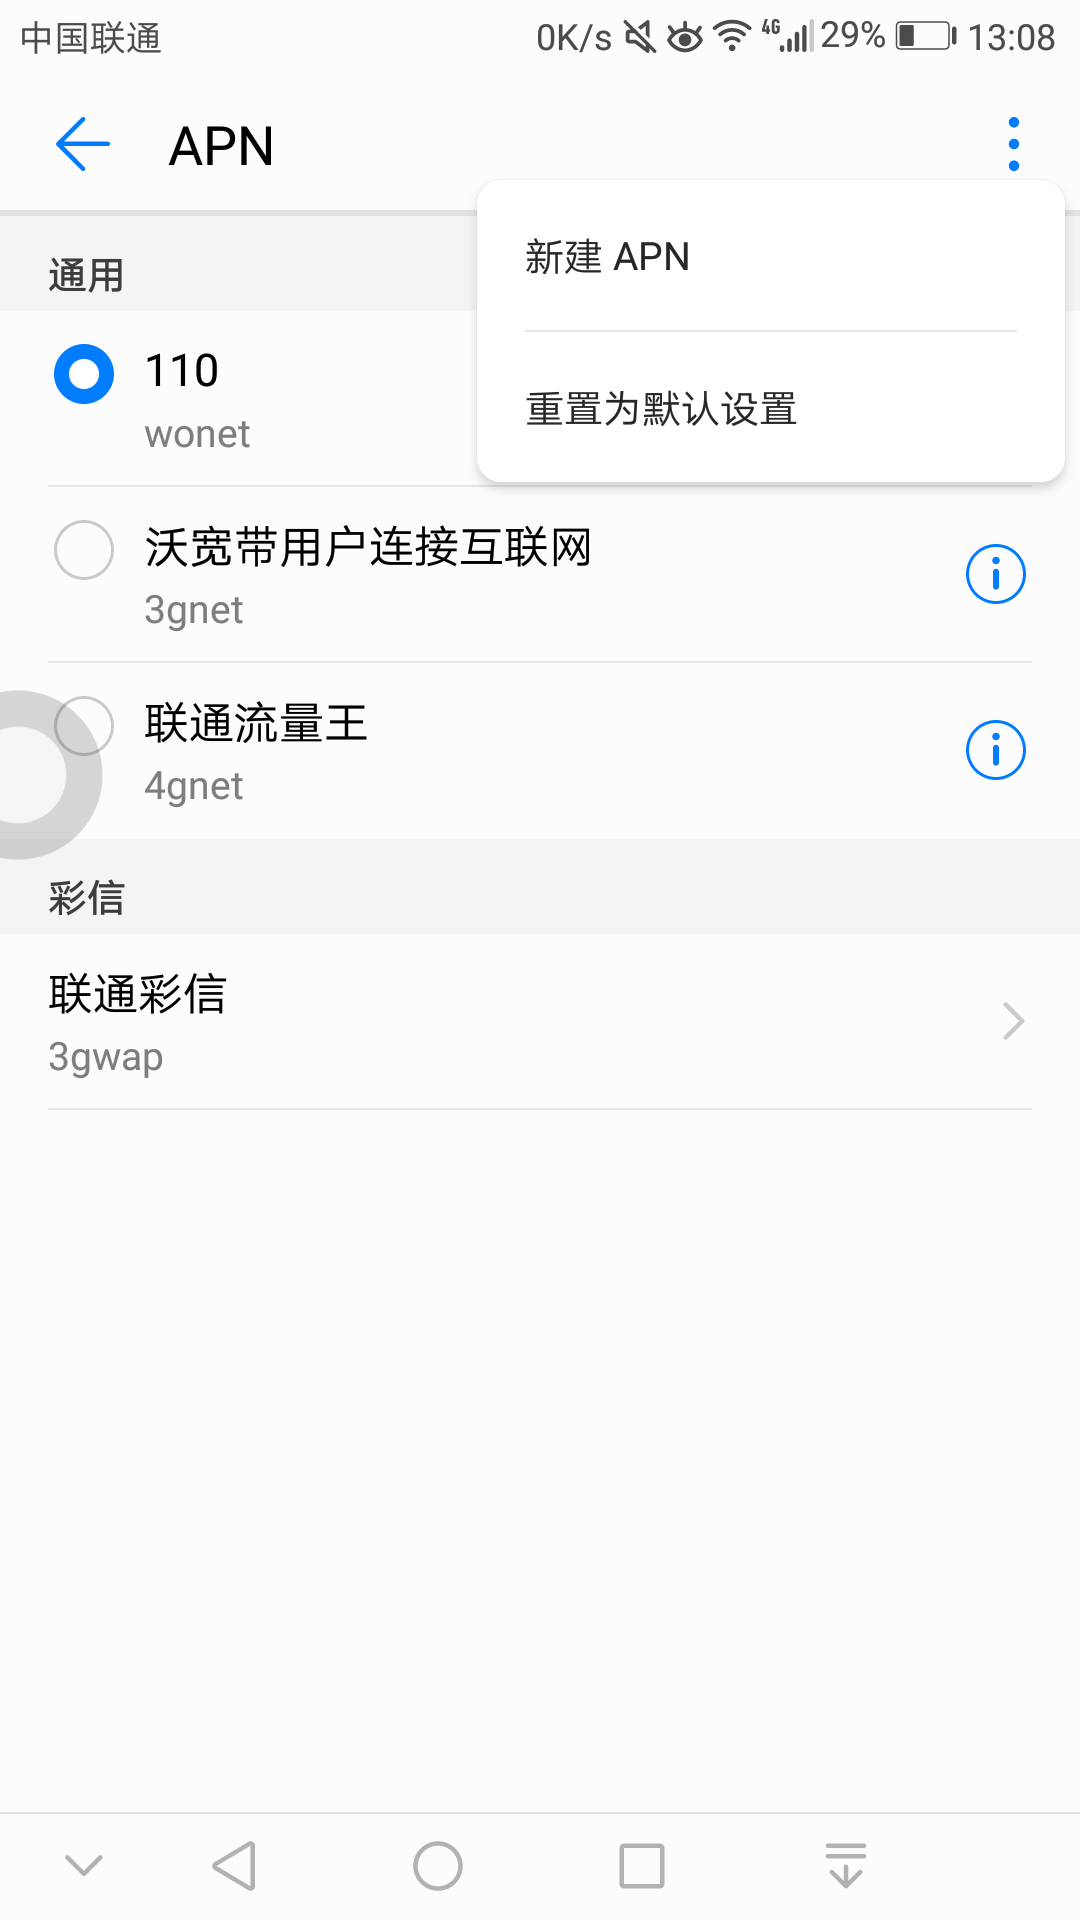 中国联通 0K/s 4G 29% 13:08
APN
新建 APN
重置为默认设置
通用
110
wonet
沃宽带用户连接互联网
3gnet
联通流量王
4gnet
彩信
联通彩信
3gwap